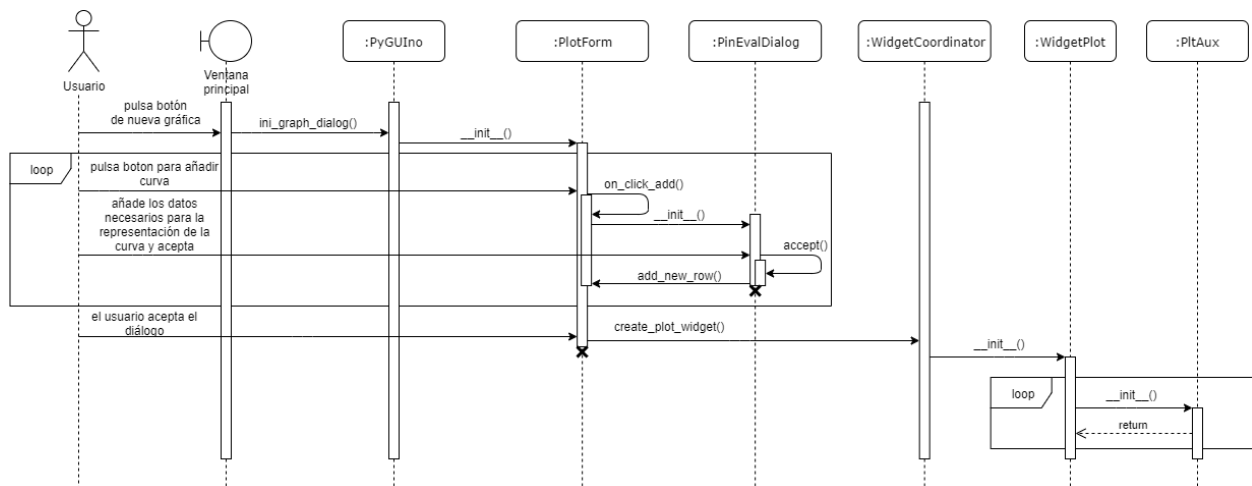 :PyGUIno
:PlotForm
:PinEvalDialog
:WidgetCoordinator
:WidgetPlot
:PltAux
Usuario
Ventana
principal
pulsa botón
de nueva gráfica
ini_graph_dialog()
__init__()
loop
pulsa boton para añadir
curva
on_click_add()
añade los datos
necesarios para la
representación de la
curva y acepta
__init__()
accept()
add_new_row()
el usuario acepta el
diálogo
create_plot_widget()
__init__()
loop
__init__()
return